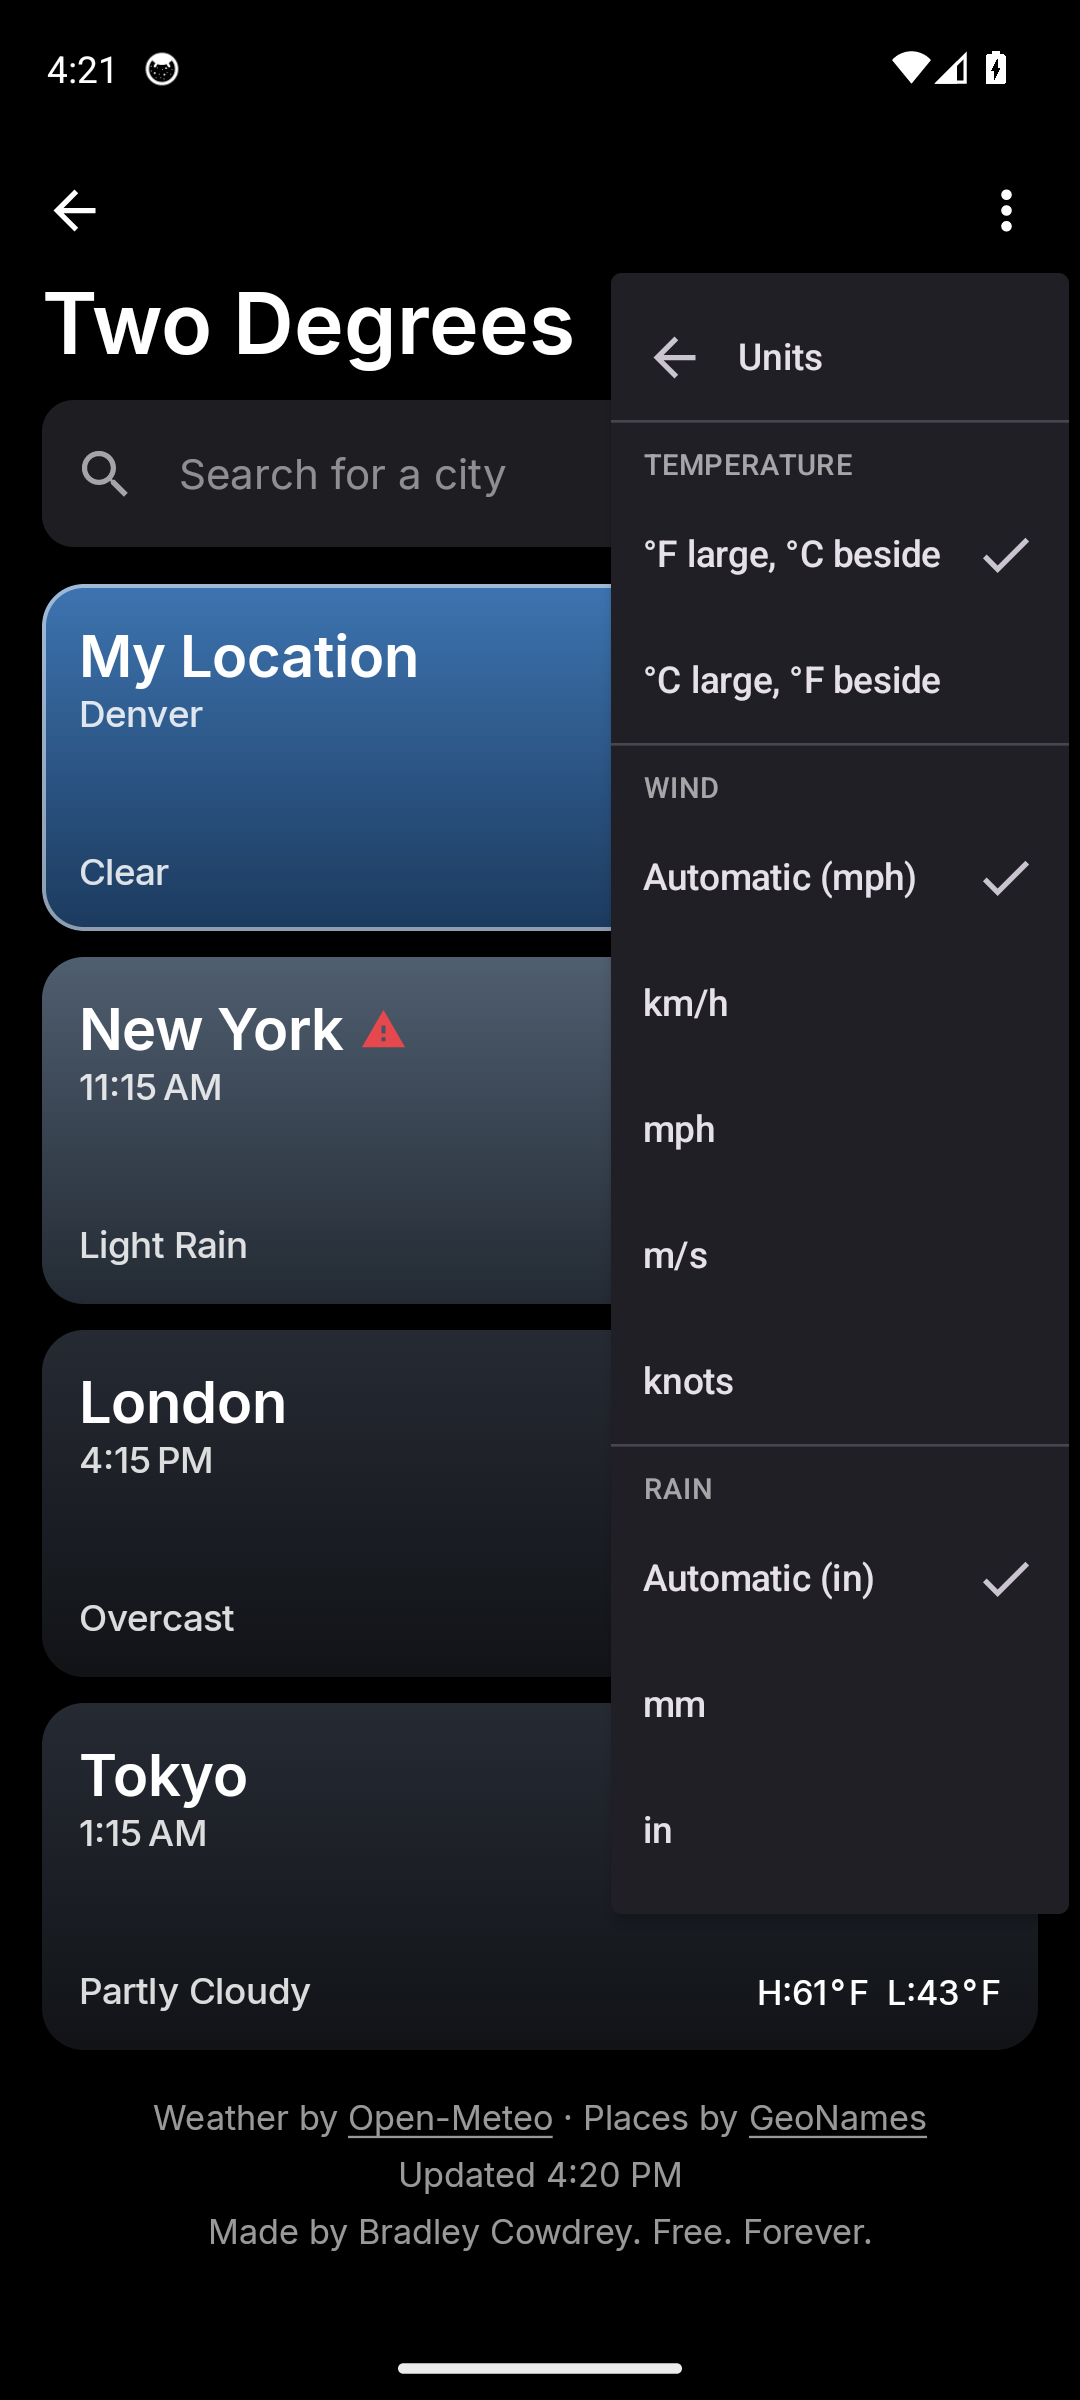 4:21
Two Degrees
Search for a city
My Location
Denver
Clear
New York
11:15 AM
Light Rain
London
4:15 PM
Overcast
Tokyo
1:15 AM
Partly Cloudy
H:61°F L:43°F
Units
TEMPERATURE
°F large, °C beside
°C large, °F beside
WIND
Automatic (mph)
km/h
mph
m/s
knots
RAIN
Automatic (in)
mm
in
Weather by Open-Meteo · Places by GeoNames
Updated 4:20 PM
Made by Bradley Cowdrey. Free. Forever.